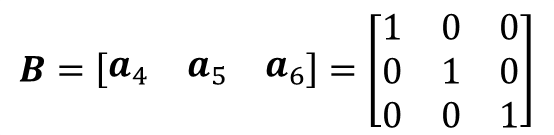 B = [a₄ a₅ a₆] = [1 0 0
0 1 0
0 0 1]